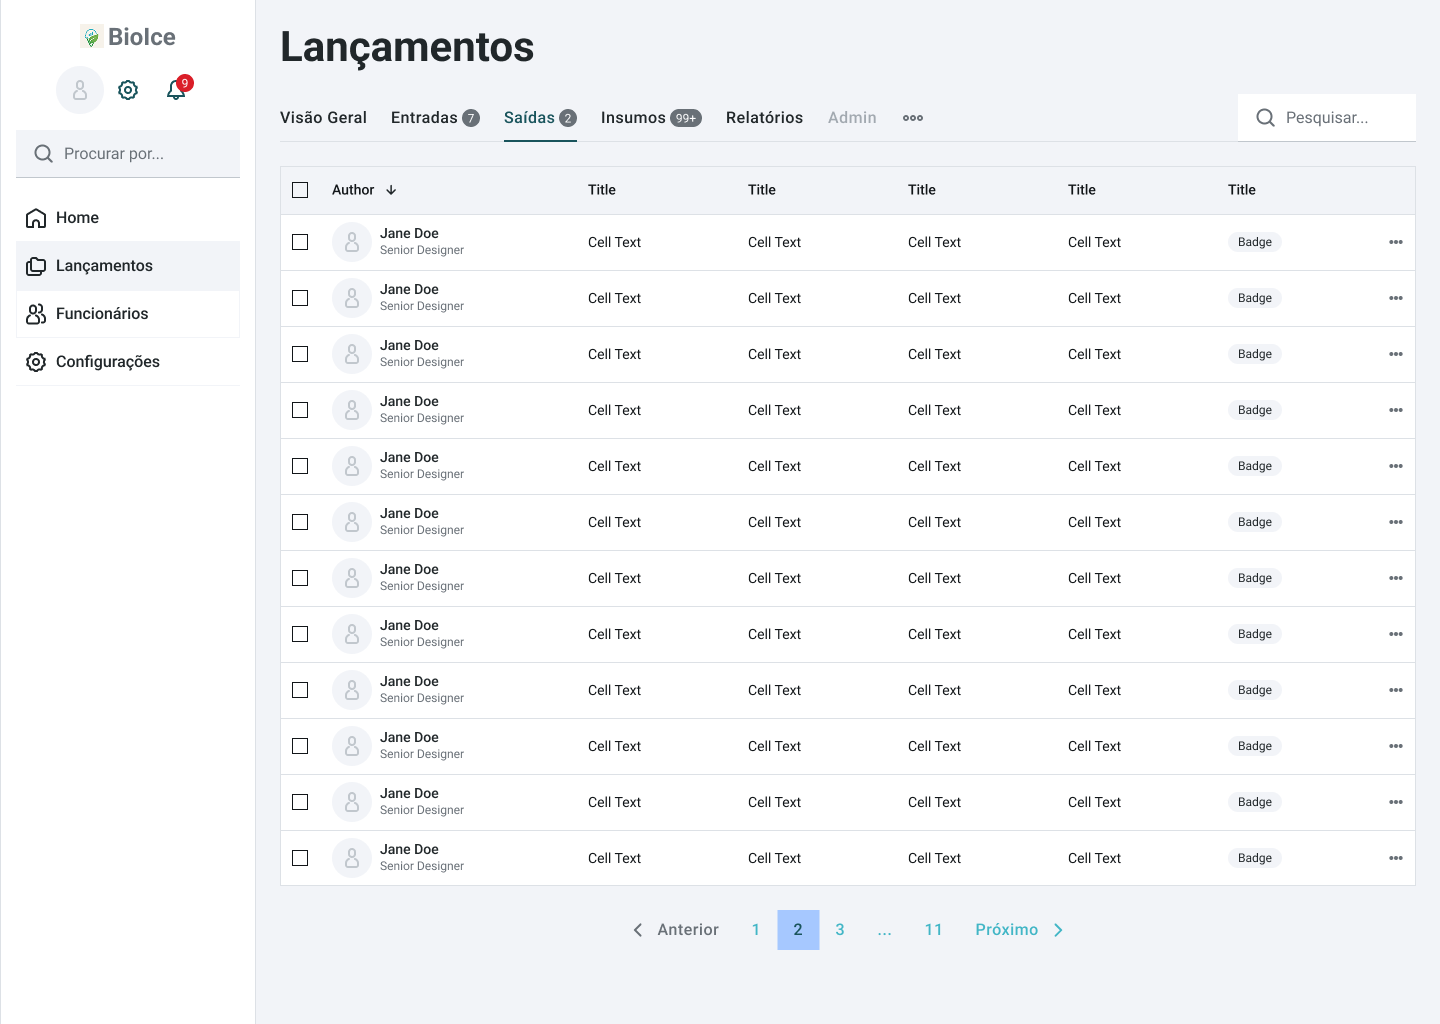 BioIce
9
Procurar por...
Home
Lançamentos
Funcionários
Configurações
Lançamentos
Visão Geral Entradas 7 Saídas 2 Insumos 99+ Relatórios Admin
Pesquisar...
Author Title Title Title Title Title
Jane Doe
Senior Designer
Cell Text Cell Text Cell Text Cell Text Badge
Jane Doe
Senior Designer
Cell Text Cell Text Cell Text Cell Text Badge
Jane Doe
Senior Designer
Cell Text Cell Text Cell Text Cell Text Badge
Jane Doe
Senior Designer
Cell Text Cell Text Cell Text Cell Text Badge
Jane Doe
Senior Designer
Cell Text Cell Text Cell Text Cell Text Badge
Jane Doe
Senior Designer
Cell Text Cell Text Cell Text Cell Text Badge
Jane Doe
Senior Designer
Cell Text Cell Text Cell Text Cell Text Badge
Jane Doe
Senior Designer
Cell Text Cell Text Cell Text Cell Text Badge
Jane Doe
Senior Designer
Cell Text Cell Text Cell Text Cell Text Badge
Jane Doe
Senior Designer
Cell Text Cell Text Cell Text Cell Text Badge
Jane Doe
Senior Designer
Cell Text Cell Text Cell Text Cell Text Badge
Jane Doe
Senior Designer
Cell Text Cell Text Cell Text Cell Text Badge
Anterior 1 2 3 ... 11 Próximo